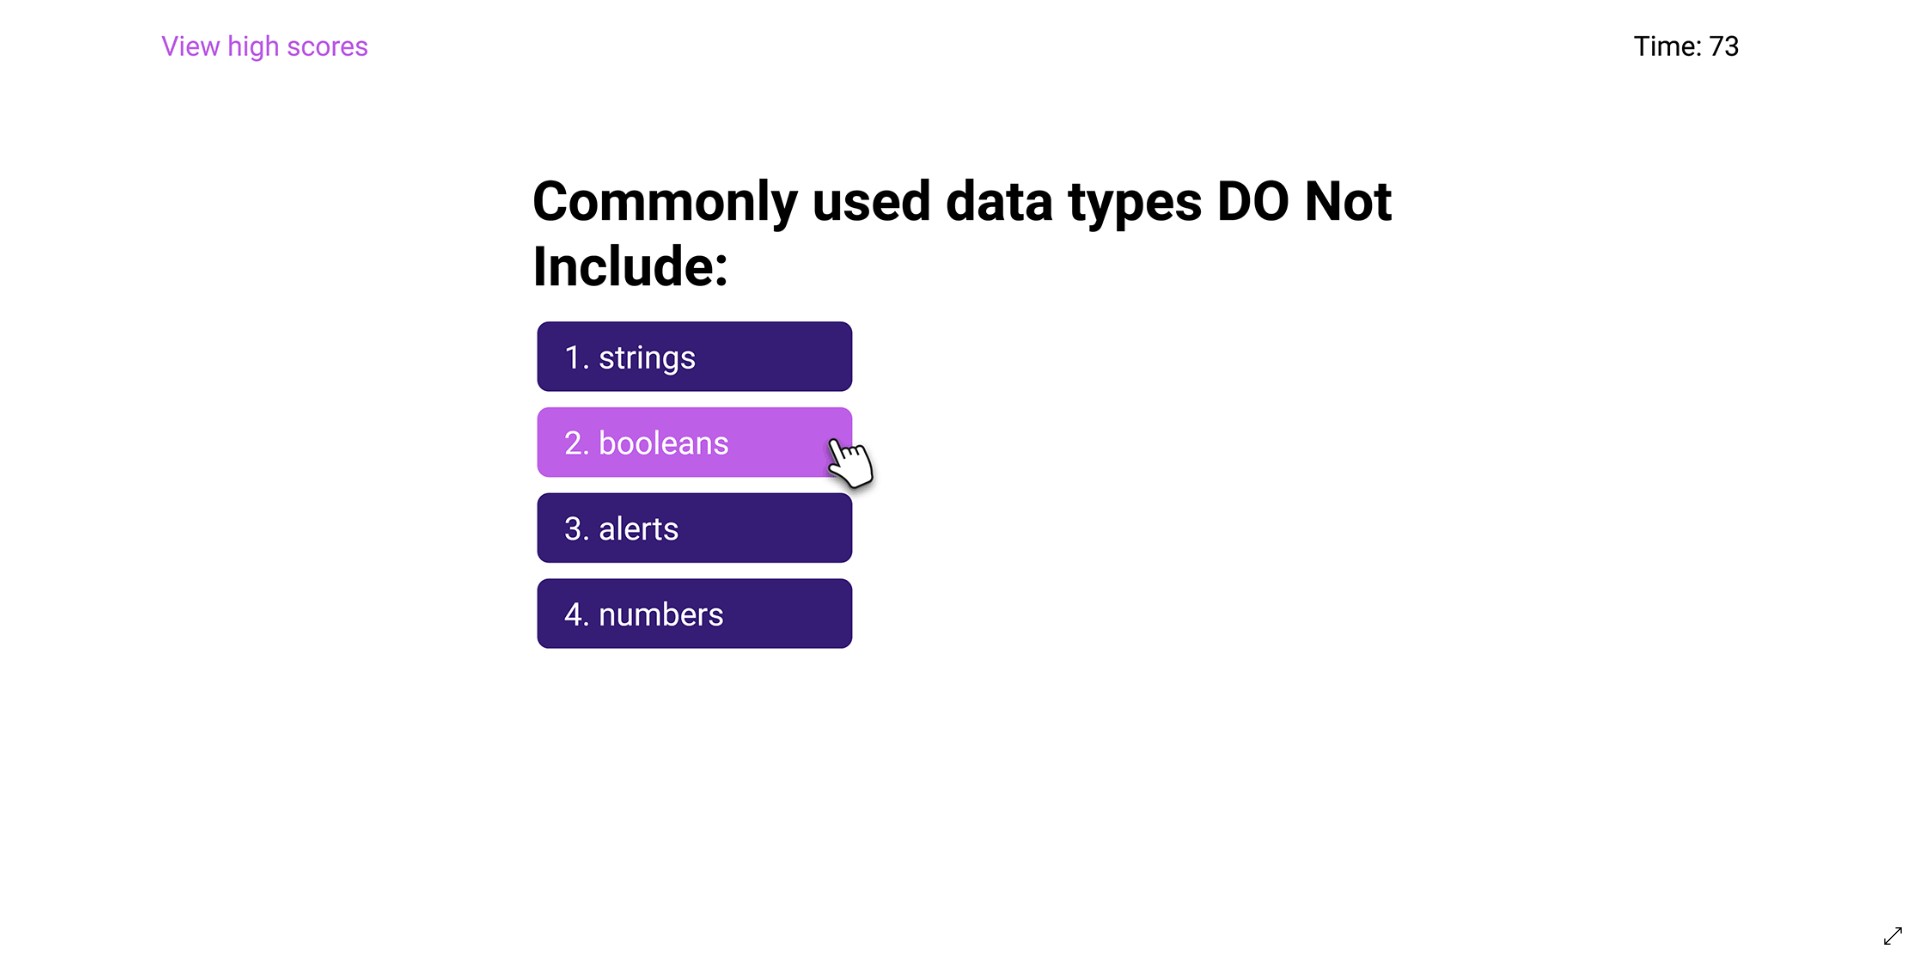 View high scores
Time: 73
Commonly used data types DO Not
Include:
1. strings
2. booleans
3. alerts
4. numbers